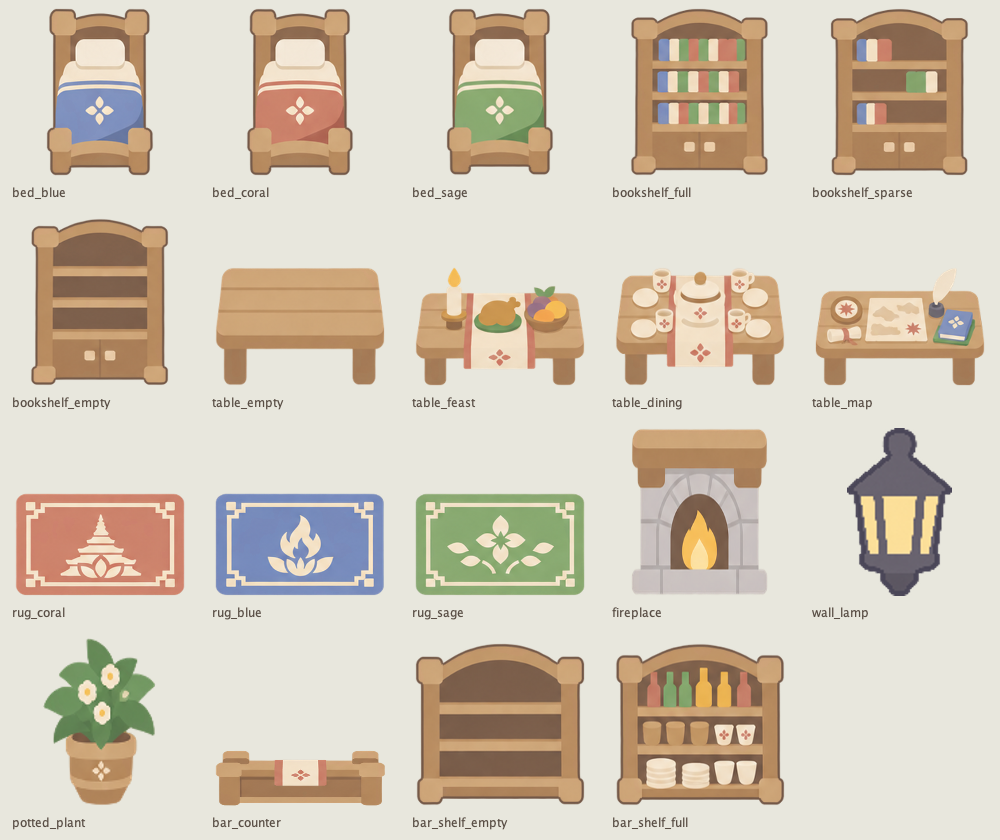 bed_blue
bed_coral
bed_sage
bookshelf_full
bookshelf_sparse
bookshelf_empty
table_empty
table_feast
table_dining
table_map
rug_coral
rug_blue
rug_sage
fireplace
wall_lamp
potted_plant
bar_counter
bar_shelf_empty
bar_shelf_full